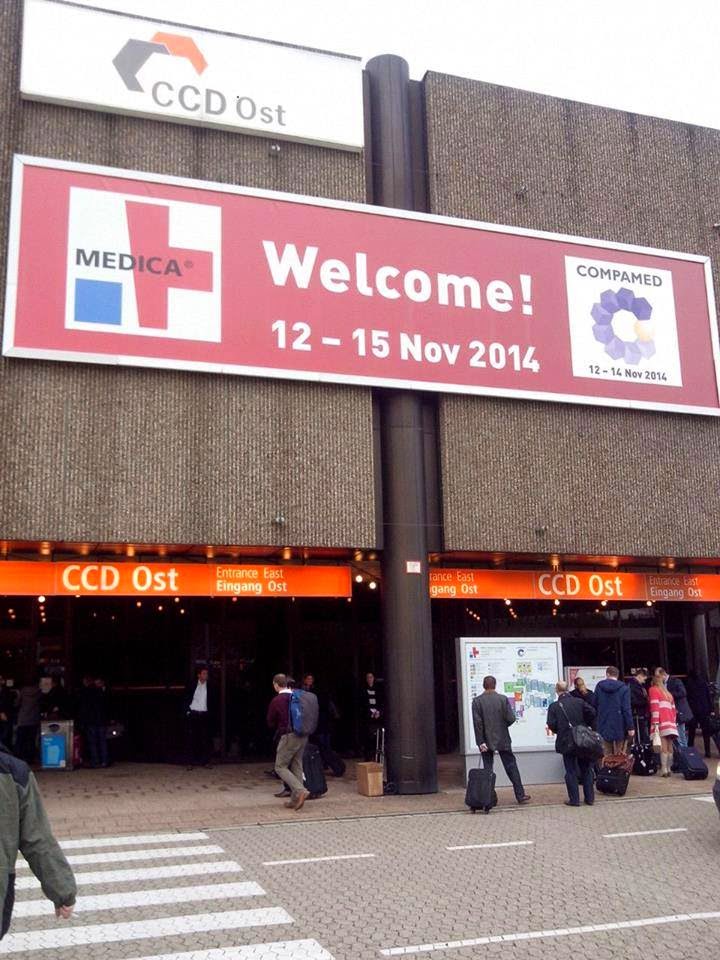 CCD Ost
MEDICA®
Welcome!
12 – 15 Nov 2014
COMPAMED
12 – 14 Nov 2014
CCD Ost
Entrance East
Eingang Ost
rance East
gang Ost
CCD Ost
Entrance East
Eingang Ost